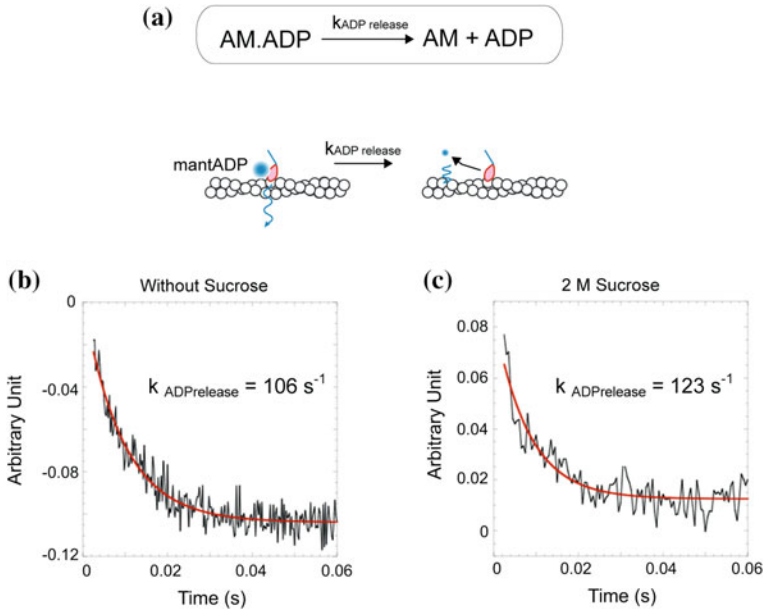 (a)
kADP release
AM.ADP → AM + ADP
mantADP
kADP release
(b)
Without Sucrose
0
-0.04
-0.08
-0.12
Arbitrary Unit
k ADPrelease = 106 s-1
0 0.02 0.04 0.06
Time (s)
(c)
2 M Sucrose
0.08
0.06
0.04
0.02
0
Arbitrary Unit
k ADPrelease = 123 s-1
0 0.02 0.04 0.06
Time (s)